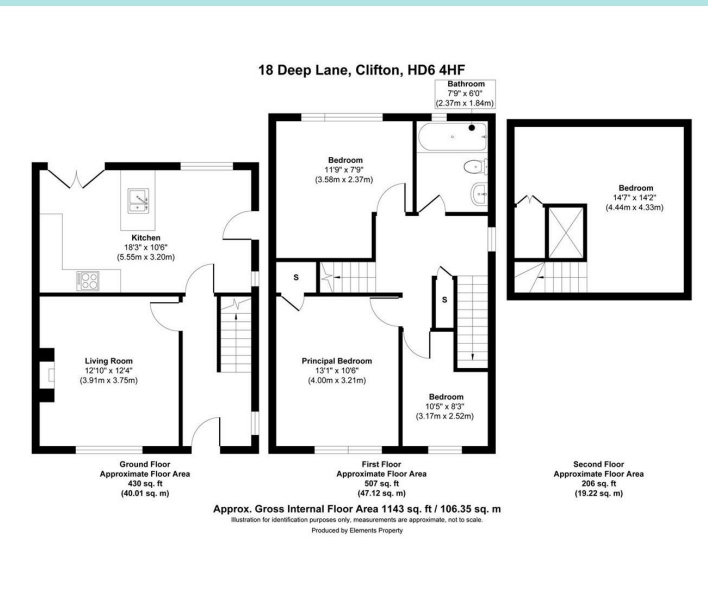 18 Deep Lane, Clifton, HD6 4HF
Bathroom
7'9" x 6'0"
(2.37m x 1.84m)
Bedroom
11'9" x 7'9"
(3.58m x 2.37m)
Bedroom
14'7" x 14'2"
(4.44m x 4.33m)
Kitchen
18'3" x 10'6"
(5.55m x 3.20m)
S
S
Living Room
12'10" x 12'4"
(3.91m x 3.75m)
Principal Bedroom
13'1" x 10'6"
(4.00m x 3.21m)
Bedroom
10'5" x 8'3"
(3.17m x 2.52m)
Ground Floor
Approximate Floor Area
430 sq. ft
(40.01 sq. m)
First Floor
Approximate Floor Area
507 sq. ft
(47.12 sq. m)
Second Floor
Approximate Floor Area
206 sq. ft
(19.22 sq. m)
Approx. Gross Internal Floor Area 1143 sq. ft / 106.35 sq. m
Illustration for identification purposes only, measurements are approximate, not to scale.
Produced by Elements Property